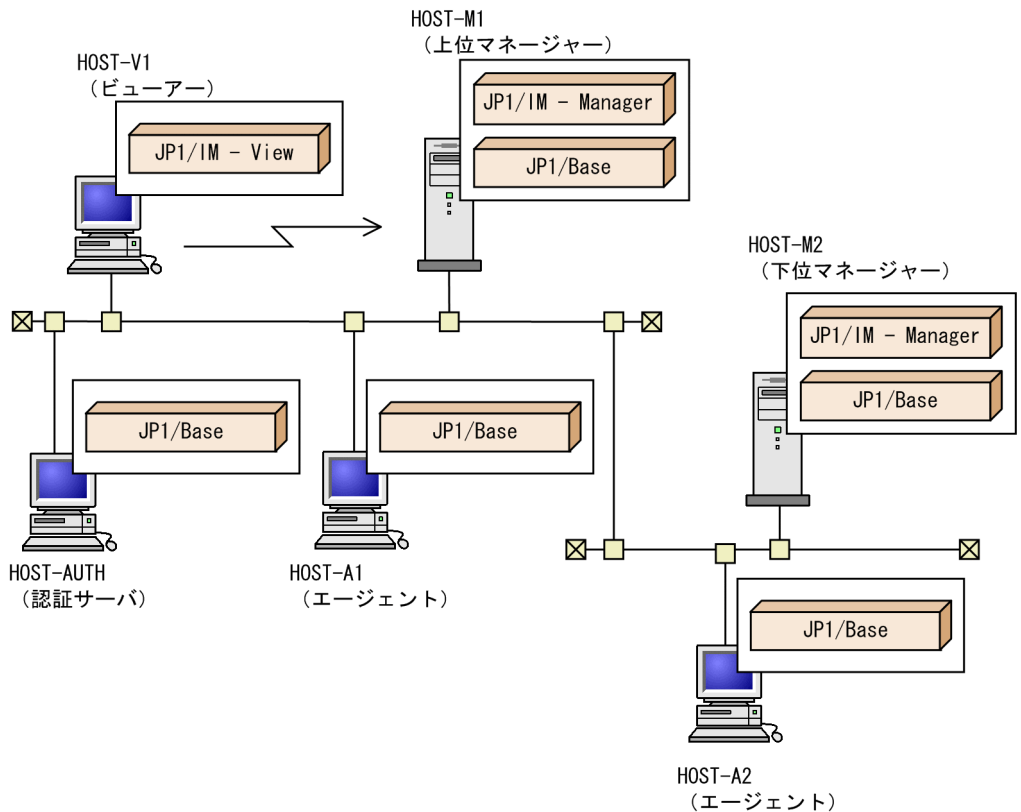 HOST-M1
（上位マネージャー）
HOST-V1
（ビューアー）
JP1/IM - Manager
JP1/IM - View
JP1/Base
HOST-M2
（下位マネージャー）
JP1/IM - Manager
JP1/Base
JP1/Base
JP1/Base
HOST-AUTH
（認証サーバ）
HOST-A1
（エージェント）
JP1/Base
HOST-A2
（エージェント）